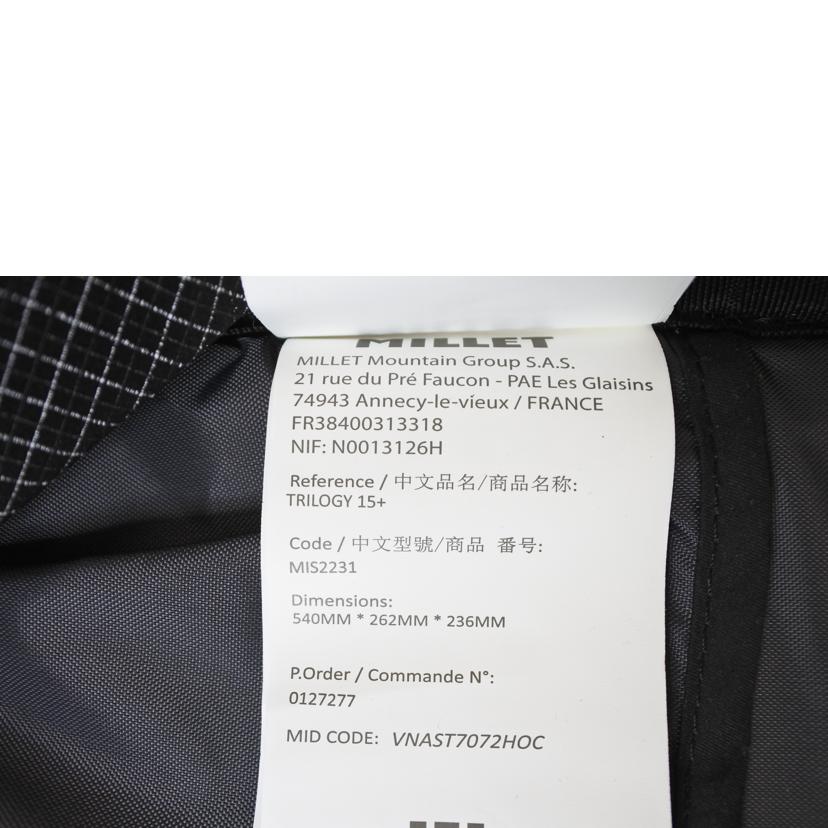 MILLET
MILLET Mountain Group S.A.S.
21 rue du Pré Faucon - PAE Les Glaisins
74943 Annecy-le-vieux / FRANCE
FR38400313318
NIF: N0013126H
Reference / 中文品名/商品名称:
TRILOGY 15+
Code / 中文型號/商品 番号:
MIS2231
Dimensions:
540MM * 262MM * 236MM
P.Order / Commande N°:
0127277
MID CODE: VNAST7072HOC